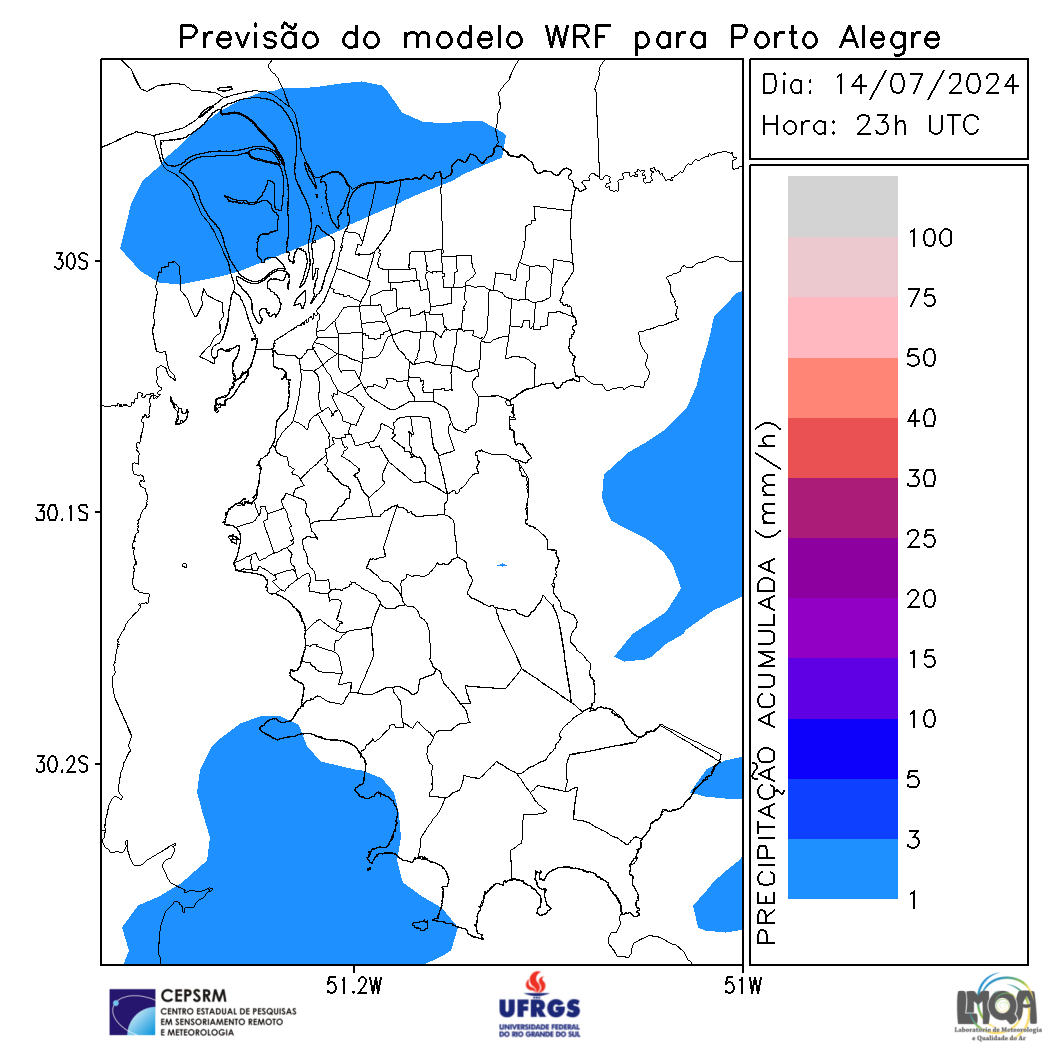 Previsão do modelo WRF para Porto Alegre
Dia: 14/07/2024
Hora: 23h UTC
30S
30.1S
30.2S
51.2W
51W
PRECIPITAÇÃO ACUMULADA (mm/h)
100
75
50
40
30
25
20
15
10
5
3
1
CEPSRM
CENTRO ESTADUAL DE PESQUISAS
EM SENSORIAMENTO REMOTO
E METEOROLOGIA
UFRGS
UNIVERSIDADE FEDERAL
DO RIO GRANDE DO SUL
LMQA
Laboratório de Meteorologia
e Qualidade do Ar